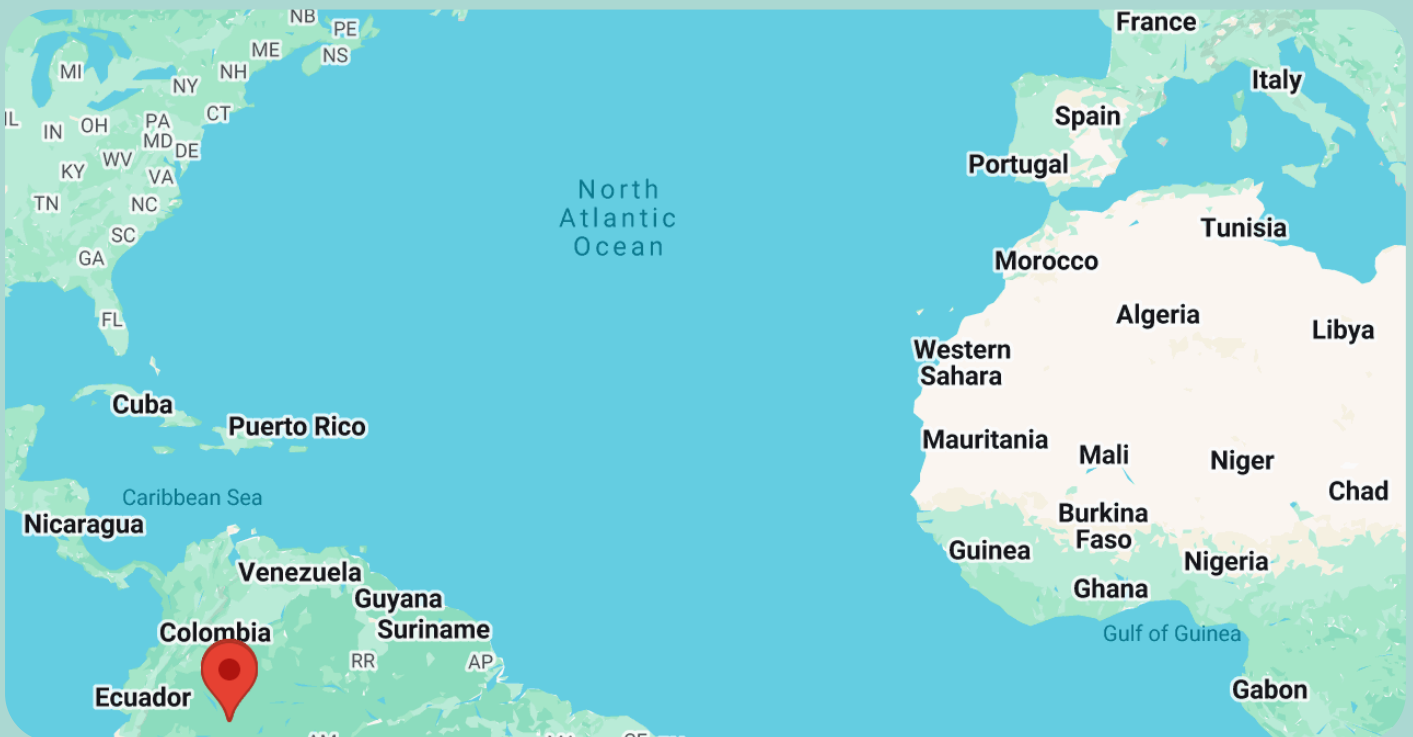 NB
PE
France
ME
NS
MI
NH
Italy
NY
CT
Spain
IN
OH
PA
MD
DE
WV
Portugal
KY
VA
North
Atlantic
Ocean
TN
NC
Tunisia
SC
GA
Morocco
Algeria
FL
Libya
Western
Sahara
Cuba
Puerto Rico
Mauritania
Mali
Niger
Chad
Caribbean Sea
Nicaragua
Burkina
Faso
Guinea
Nigeria
Venezuela
Ghana
Guyana
Suriname
Colombia
Gulf of Guinea
RR
AP
Ecuador
Gabon